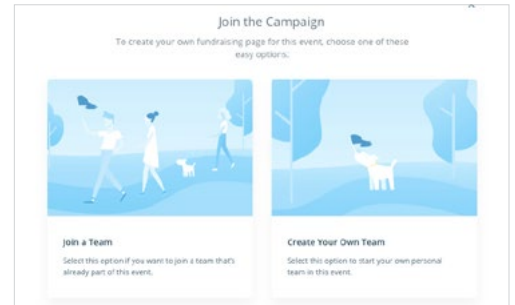 Join the Campaign
To create your own fundraising page for this event, choose one of these
easy options.
Join a Team
Select this option if you want to join a team that's
already part of this event.
Create Your Own Team
Select this option to start your own personal
team in this event.